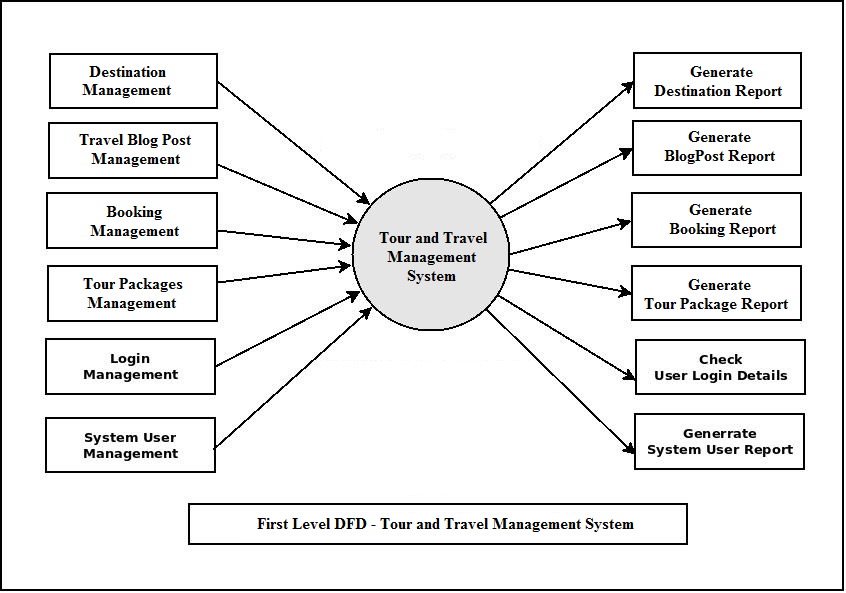 Destination
Management
Travel Blog Post
Management
Booking
Management
Tour Packages
Management
Login
Management
System User
Management
Tour and Travel
Management
System
Generate
Destination Report
Generate
BlogPost Report
Generate
Booking Report
Generate
Tour Package Report
Check
User Login Details
Generrate
System User Report
First Level DFD - Tour and Travel Management System